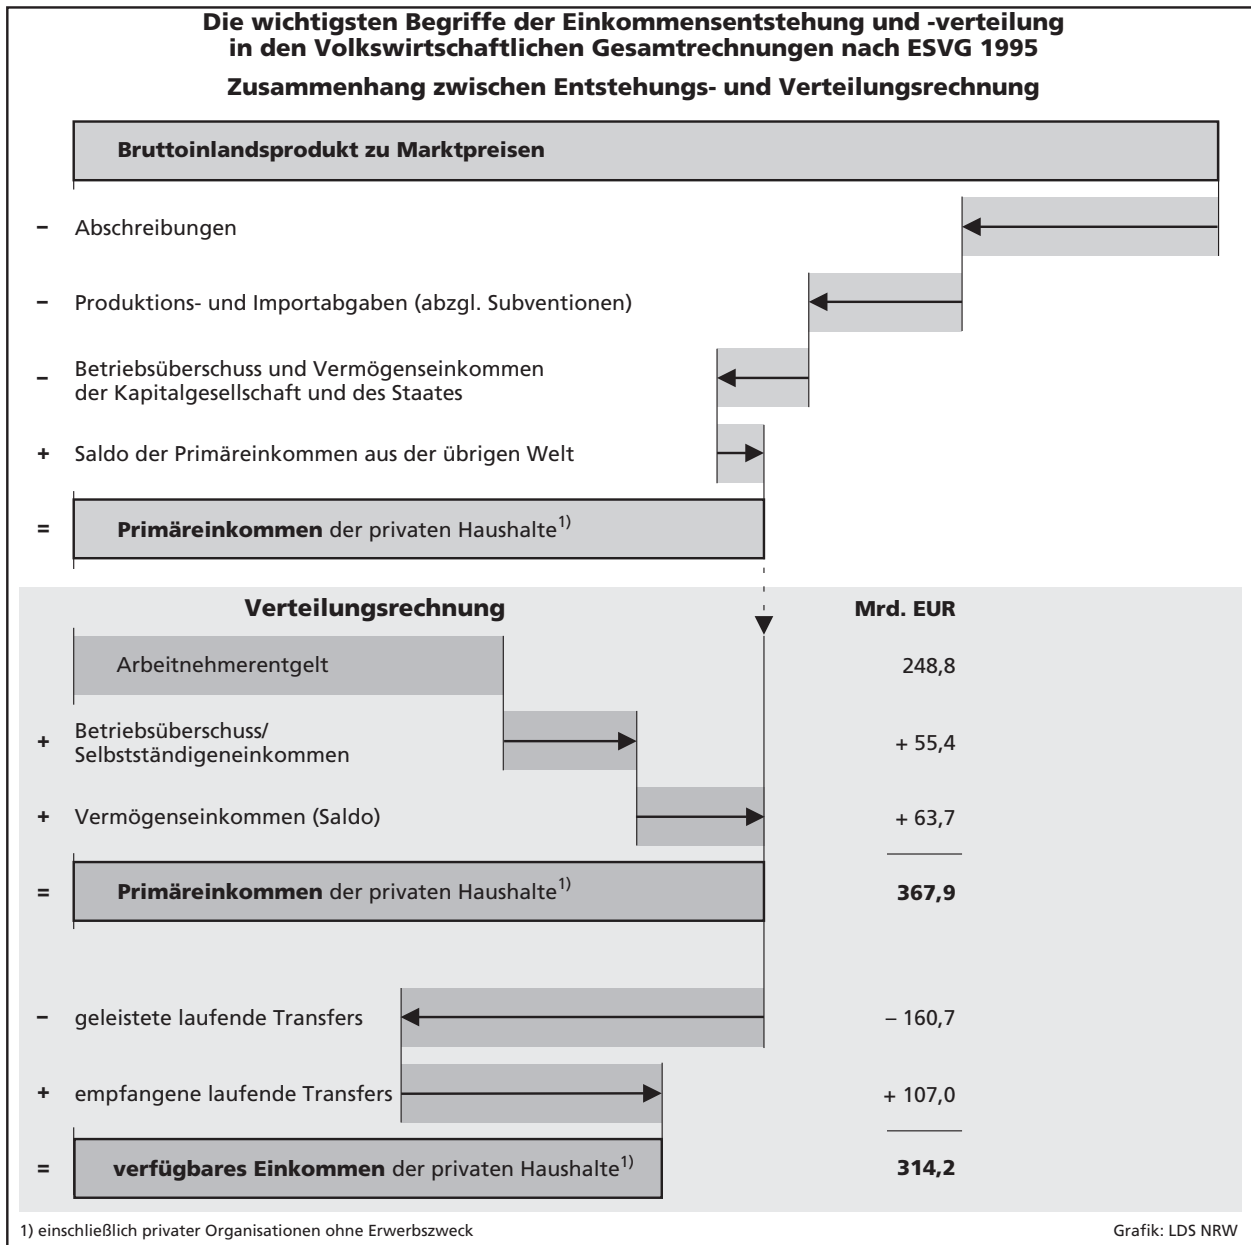 Die wichtigsten Begriffe der Einkommensentstehung und -verteilung
in den Volkswirtschaftlichen Gesamtrechnungen nach ESVG 1995
Zusammenhang zwischen Entstehungs- und Verteilungsrechnung
Bruttoinlandsprodukt zu Marktpreisen
– Abschreibungen
– Produktions- und Importabgaben (abzgl. Subventionen)
– Betriebsüberschuss und Vermögenseinkommen
der Kapitalgesellschaft und des Staates
+ Saldo der Primäreinkommen aus der übrigen Welt
= Primäreinkommen der privaten Haushalte1)
Verteilungsrechnung Mrd. EUR
Arbeitnehmerentgelt 248,8
+ Betriebsüberschuss/
Selbstständigeneinkommen + 55,4
+ Vermögenseinkommen (Saldo) + 63,7
= Primäreinkommen der privaten Haushalte1) 367,9
– geleistete laufende Transfers – 160,7
+ empfangene laufende Transfers + 107,0
= verfügbares Einkommen der privaten Haushalte1) 314,2
1) einschließlich privater Organisationen ohne Erwerbszweck Grafik: LDS NRW